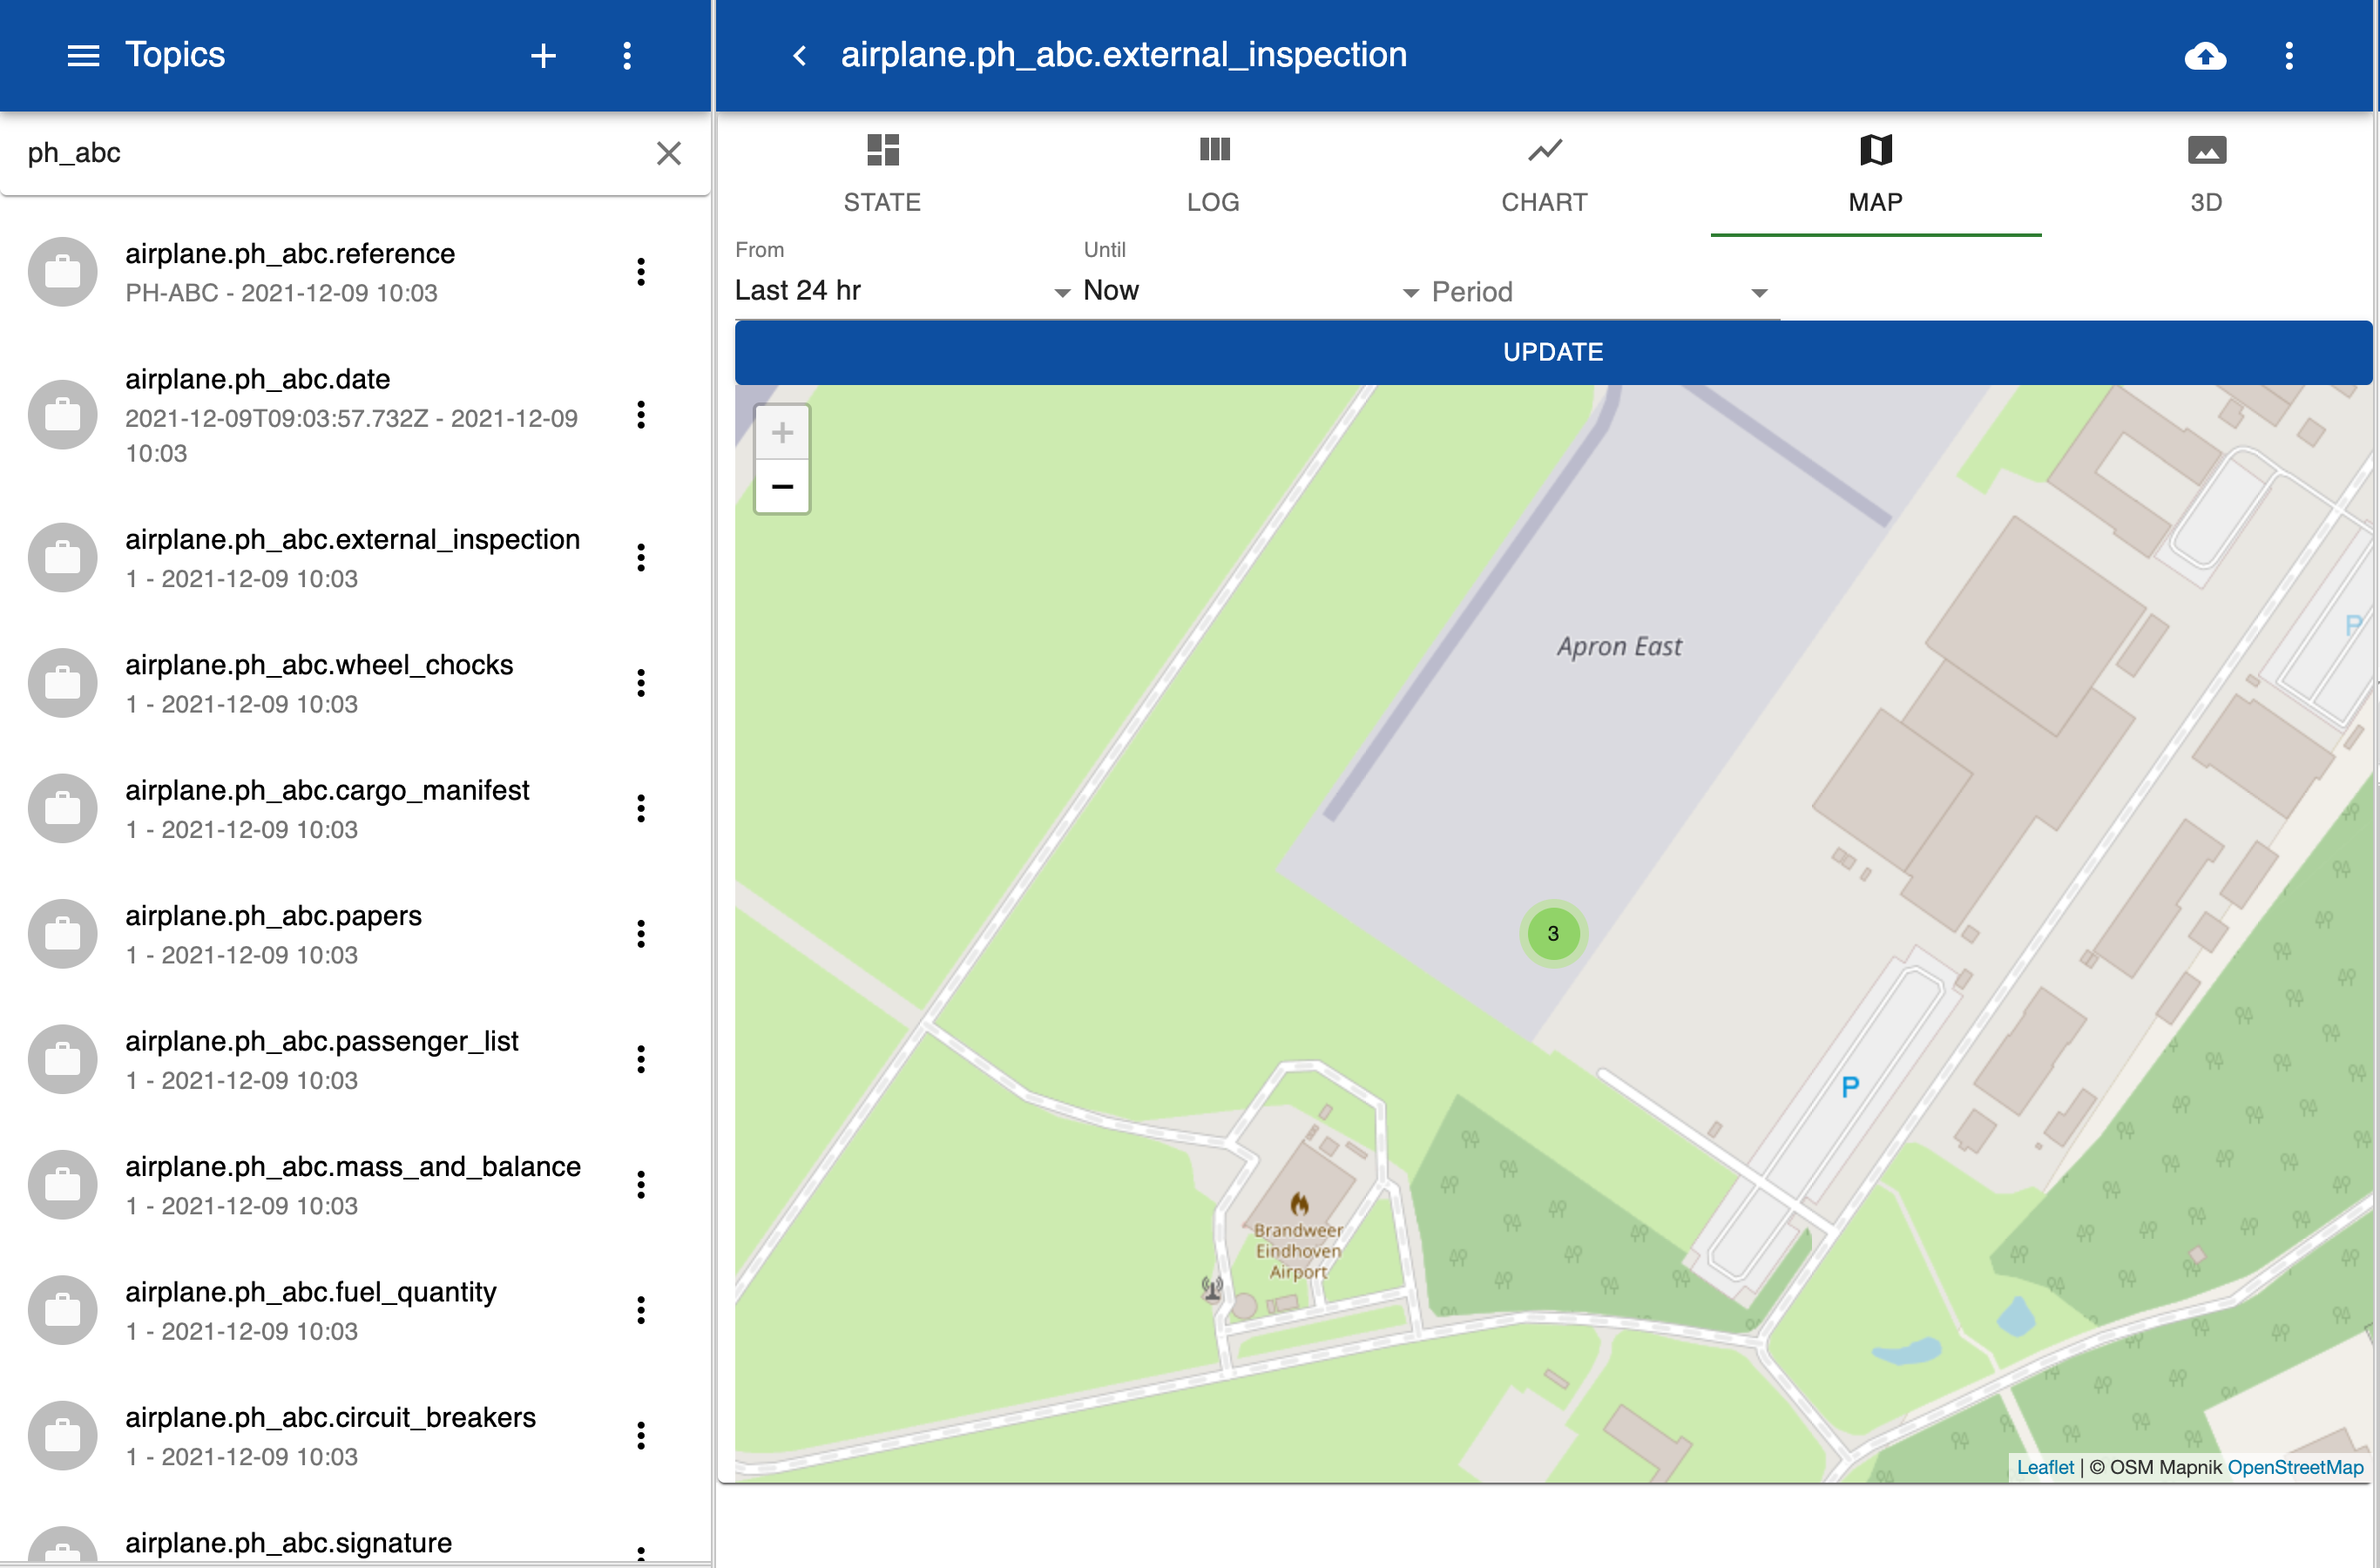 Topics
ph_abc
airplane.ph_abc.reference
PH-ABC - 2021-12-09 10:03
airplane.ph_abc.date
2021-12-09T09:03:57.732Z - 2021-12-09
10:03
airplane.ph_abc.external_inspection
1 - 2021-12-09 10:03
airplane.ph_abc.wheel_chocks
1 - 2021-12-09 10:03
airplane.ph_abc.cargo_manifest
1 - 2021-12-09 10:03
airplane.ph_abc.papers
1 - 2021-12-09 10:03
airplane.ph_abc.passenger_list
1 - 2021-12-09 10:03
airplane.ph_abc.mass_and_balance
1 - 2021-12-09 10:03
airplane.ph_abc.fuel_quantity
1 - 2021-12-09 10:03
airplane.ph_abc.circuit_breakers
1 - 2021-12-09 10:03
airplane.ph_abc.signature
airplane.ph_abc.external_inspection
STATE
LOG
CHART
MAP
3D
From
Last 24 hr
Until
Now
Period
UPDATE
+
−
Apron East
P
3
P
Brandweer
Eindhoven
Airport
Leaflet | © OSM Mapnik OpenStreetMap